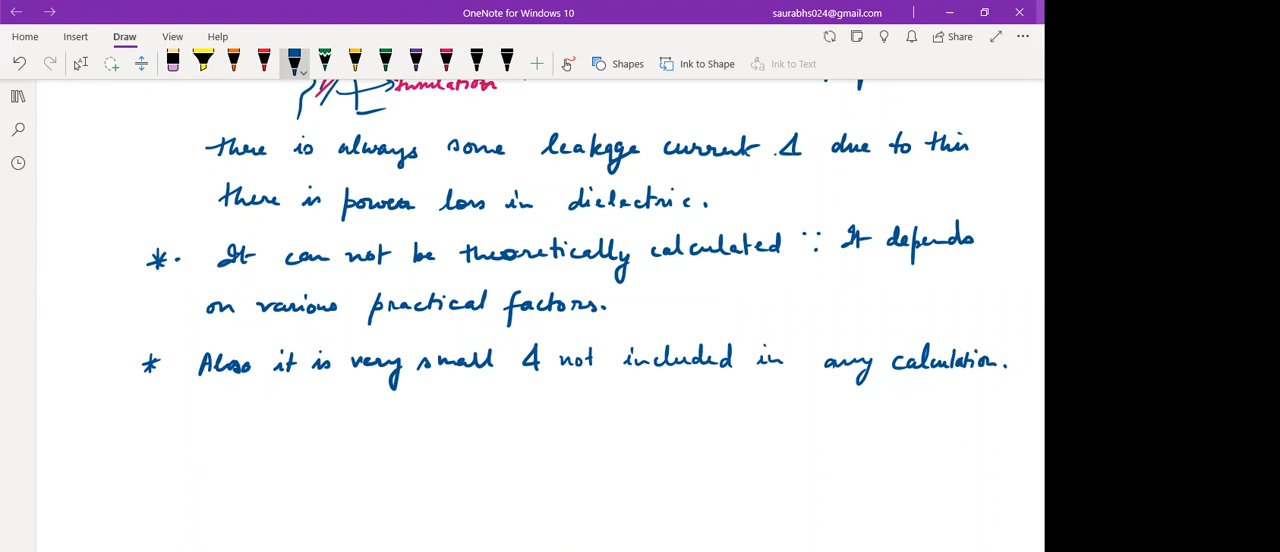 OneNote for Windows 10
saurabhs024@gmail.com
Home Insert Draw View Help
Share
Shapes Ink to Shape Ink to Text
there is always some leakage current & due to this
there is power loss in dielectric.
*. It can not be theoretically calculated ∵ It depends
on various practical factors.
* Also it is very small & not included in any calculation.